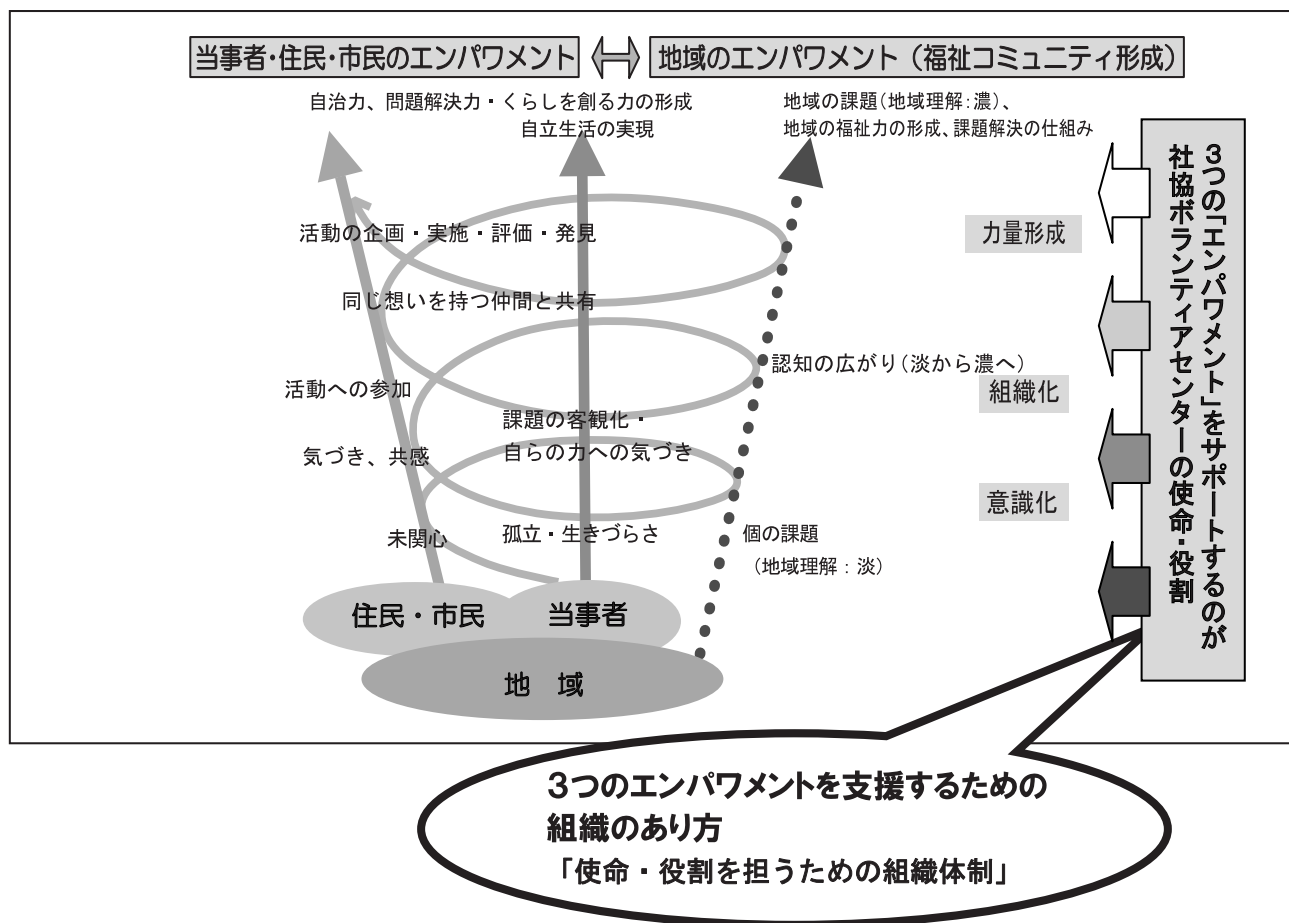 当事者・住民・市民のエンパワメント
地域のエンパワメント（福祉コミュニティ形成）
自治力、問題解決力・くらしを創る力の形成
自立生活の実現
地域の課題（地域理解：濃）、
地域の福祉力の形成、課題解決の仕組み
活動の企画・実施・評価・発見
力量形成
同じ想いを持つ仲間と共有
認知の広がり（淡から濃へ）
活動への参加
組織化
課題の客観化・
自らの力への気づき
気づき、共感
意識化
未関心
孤立・生きづらさ
個の課題
（地域理解：淡）
住民・市民
当事者
地　域
３つの「エンパワメント」をサポートするのが
社協ボランティアセンターの使命・役割
３つのエンパワメントを支援するための
組織のあり方
「使命・役割を担うための組織体制」